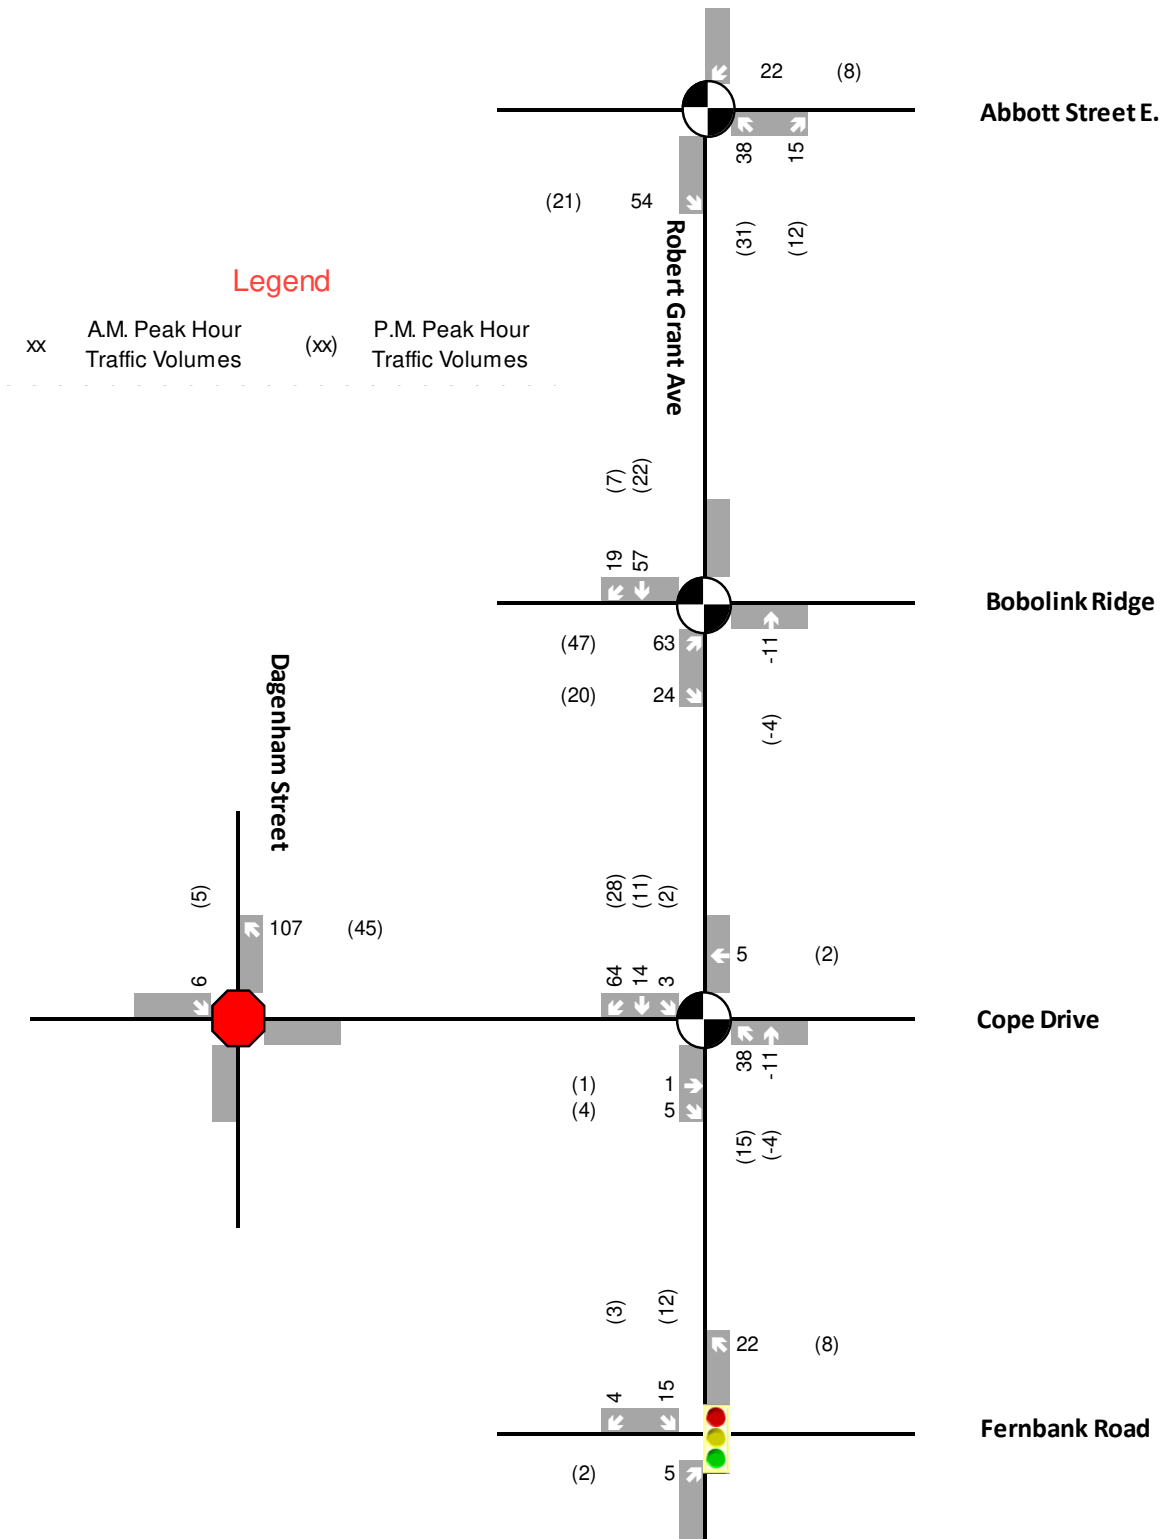 22 (8)
Abbott Street E.
38 15
(21) 54
(31) (12)
Robert Grant Ave
Legend
xx A.M. Peak Hour Traffic Volumes (xx) P.M. Peak Hour Traffic Volumes
(7) (22)
19 57
Bobolink Ridge
(47) 63
-11
(20) 24
(-4)
Dagenham Street
(5)
107 (45)
6
(28) (11) (2)
5 (2)
64 14 3
Cope Drive
38 -11
(1) 1
(4) 5
(15) (-4)
(3) (12)
22 (8)
4 15
Fernbank Road
(2) 5